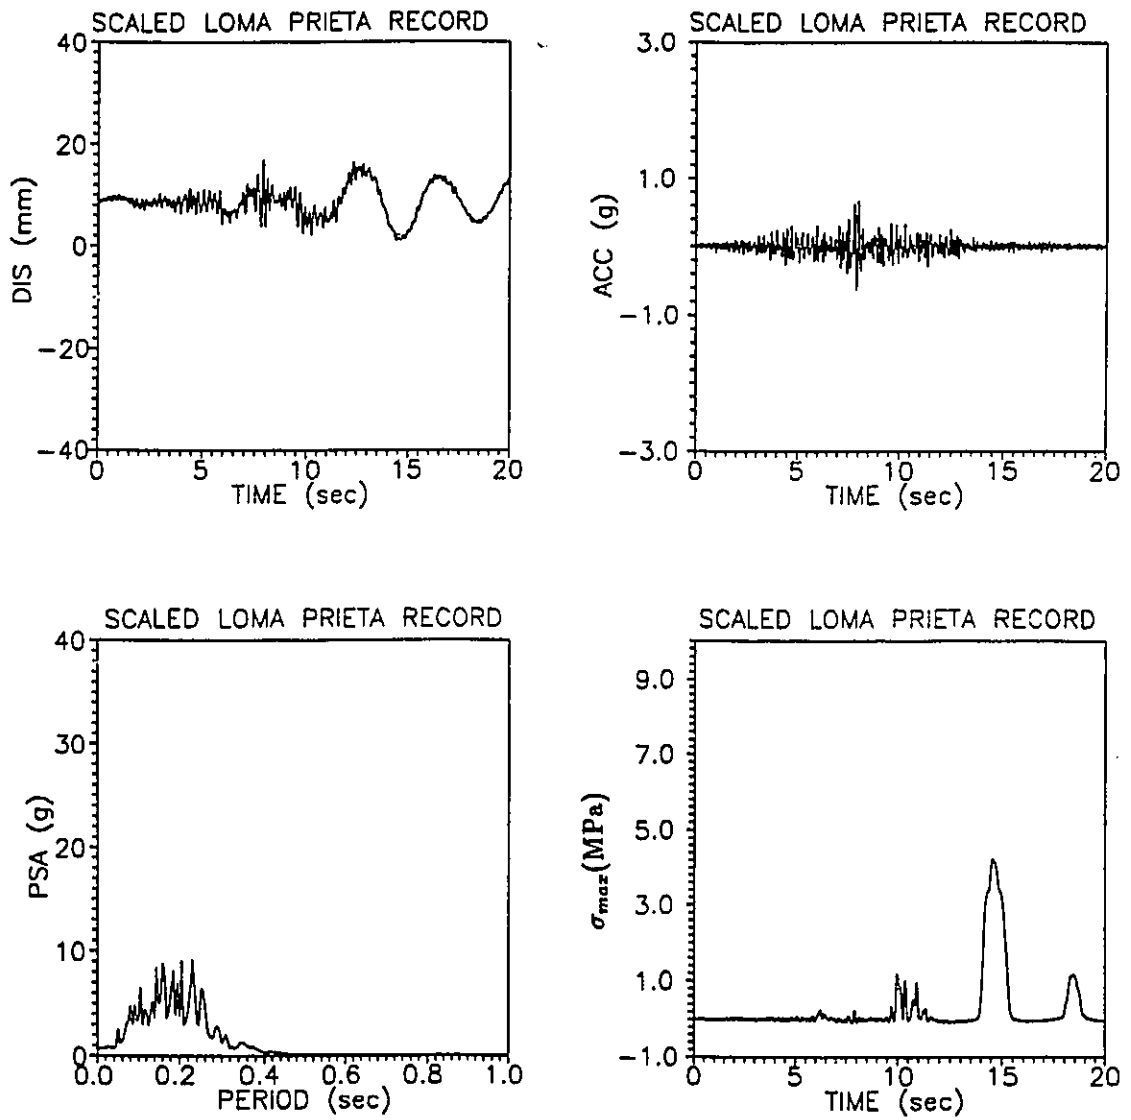 SCALED LOMA PRIETA RECORD
40
20
0
−20
−40
DIS (mm)
0 5 10 15 20
TIME (sec)
SCALED LOMA PRIETA RECORD
3.0
1.0
−1.0
−3.0
ACC (g)
0 5 10 15 20
TIME (sec)
SCALED LOMA PRIETA RECORD
40
30
20
10
0
PSA (g)
0.0 0.2 0.4 0.6 0.8 1.0
PERIOD (sec)
SCALED LOMA PRIETA RECORD
9.0
7.0
5.0
3.0
1.0
−1.0
σmax(MPa)
0 5 10 15 20
TIME (sec)